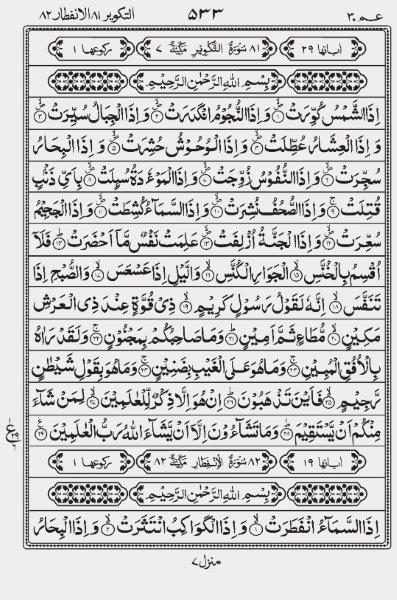 عـمّ ٣٠ ٥٣٣ التكوير ٨١ الانفطار ٨٢
اٰیاتها ٢٩ ٨١ سُوْرَةُ التَّكْوِيْرِ مَكِّيَّةٌ ٧ ركوعها ١
بِسْمِ اللّٰهِ الرَّحْمٰنِ الرَّحِيْمِ
اِذَا الشَّمْسُ كُوِّرَتْ ۙ‏﴿١﴾ وَاِذَا النُّجُوْمُ انْكَدَرَتْ ۙ‏﴿٢﴾ وَاِذَا الْجِبَالُ سُيِّرَتْ ۙ‏﴿٣﴾
وَاِذَا الْعِشَارُ عُطِّلَتْ ۙ‏﴿٤﴾ وَاِذَا الْوُحُوْشُ حُشِرَتْ ۙ‏﴿٥﴾ وَاِذَا الْبِحَارُ
سُجِّرَتْ ۙ‏﴿٦﴾ وَاِذَا النُّفُوْسُ زُوِّجَتْ ۙ‏﴿٧﴾ وَاِذَا الْمَوْءٗدَةُ سُىِٕلَتْ ۙ‏﴿٨﴾ بِاَىِّ ذَنْۢبٍ
قُتِلَتْ ۚ‏﴿٩﴾ وَاِذَا الصُّحُفُ نُشِرَتْ ۙ‏﴿١٠﴾ وَاِذَا السَّمَآءُ كُشِطَتْ ۙ‏﴿١١﴾ وَاِذَا الْجَحِيْمُ
سُعِّرَتْ ۙ‏﴿١٢﴾ وَاِذَا الْجَنَّةُ اُزْلِفَتْ ۙ‏﴿١٣﴾ عَلِمَتْ نَفْسٌ مَّاۤ اَحْضَرَتْ ؕ‏﴿١٤﴾ فَلَاۤ
اُقْسِمُ بِالْخُنَّسِ ۙ‏﴿١٥﴾ الْجَوَارِ الْكُنَّسِ ۙ‏﴿١٦﴾ وَالَّيْلِ اِذَا عَسْعَسَ ۙ‏﴿١٧﴾ وَالصُّبْحِ اِذَا
تَنَفَّسَ ۙ‏﴿١٨﴾ اِنَّهٗ لَقَوْلُ رَسُوْلٍ كَرِيْمٍ ۙ‏﴿١٩﴾ ذِىْ قُوَّةٍ عِنْدَ ذِى الْعَرْشِ
مَكِيْنٍ ۙ‏﴿٢٠﴾ مُّطَاعٍ ثَمَّ اَمِيْنٍ ؕ‏﴿٢١﴾ وَمَا صَاحِبُكُمْ بِمَجْنُوْنٍ ۚ‏﴿٢٢﴾ وَلَقَدْ رَاٰهُ
بِالْاُفُقِ الْمُبِيْنِ ۚ‏﴿٢٣﴾ وَمَا هُوَ عَلَى الْغَيْبِ بِضَنِيْنٍ ۚ‏﴿٢٤﴾ وَمَا هُوَ بِقَوْلِ شَيْطٰنٍ
رَّجِيْمٍ ۙ‏﴿٢٥﴾ فَاَيْنَ تَذْهَبُوْنَ ؕ‏﴿٢٦﴾ اِنْ هُوَ اِلَّا ذِكْرٌ لِّلْعٰلَمِيْنَ ۙ‏﴿٢٧﴾ لِمَنْ شَآءَ
مِنْكُمْ اَنْ يَّسْتَقِيْمَ ؕ‏﴿٢٨﴾ وَمَا تَشَآءُوْنَ اِلَّاۤ اَنْ يَّشَآءَ اللّٰهُ رَبُّ الْعٰلَمِيْنَ‏﴿٢٩﴾
اٰیاتها ١٩ ٨٢ سُوْرَةُ الْاِنْفِطَارِ مَكِّيَّةٌ ٨٢ ركوعها ١
بِسْمِ اللّٰهِ الرَّحْمٰنِ الرَّحِيْمِ
اِذَا السَّمَآءُ انْفَطَرَتْ ۙ‏﴿١﴾ وَاِذَا الْكَوَاكِبُ انْتَثَرَتْ ۙ‏﴿٢﴾ وَاِذَا الْبِحَارُ
منزل ٧